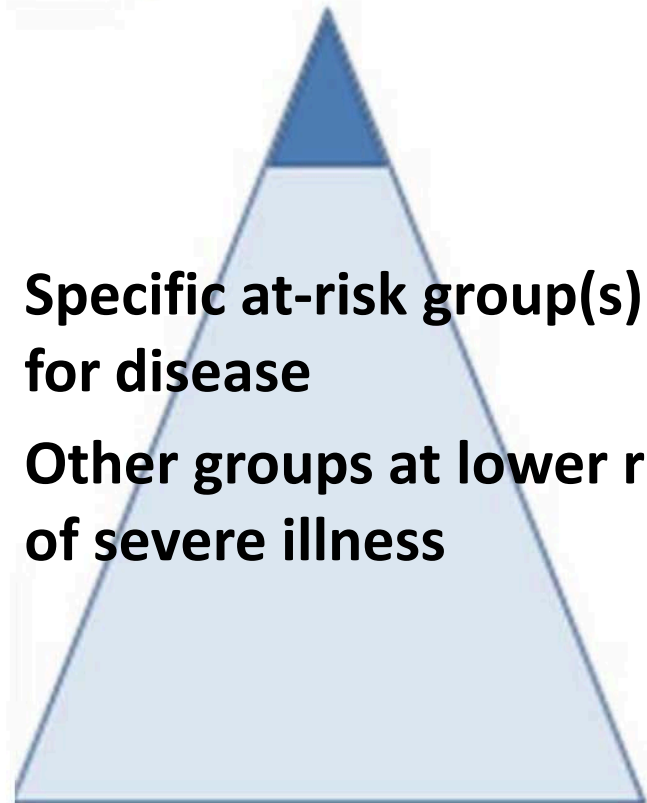 Specific at-risk group(s)
for disease
Other groups at lower r
of severe illness